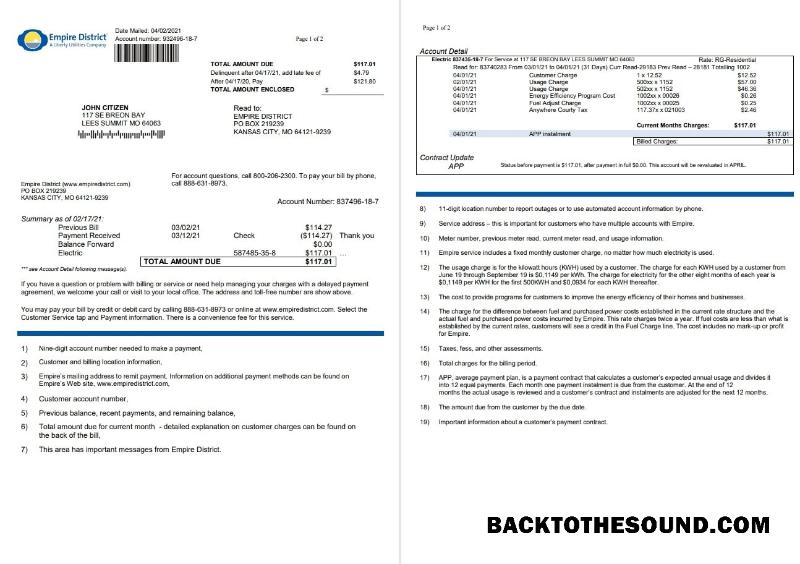 Empire District
A Liberty Utilities Company
Date Mailed: 04/02/2021
Account number: 932496-18-7
Page 1 of 2
TOTAL AMOUNT DUE $117.01
Delinquent after 04/17/21, add late fee of $4.79
After 04/17/20, Pay $121.80
TOTAL AMOUNT ENCLOSED $
JOHN CITIZEN
117 SE BREON BAY
LEES SUMMIT MO 64063
Read to:
EMPIRE DISTRICT
PO BOX 219239
KANSAS CITY, MO 64121-9239
For account questions, call 800-206-2300. To pay your bill by phone,
call 888-631-8973.
Empire District (www.empiredistrict.com)
PO BOX 219239
KANSAS CITY, MO 64121-9239
Account Number: 837496-18-7
Summary as of 02/17/21:
Previous Bill 03/02/21 $114.27
Payment Received 03/12/21 Check ($114.27) Thank you
Balance Forward $0.00
Electric 587485-35-8 $117.01 ...
TOTAL AMOUNT DUE $117.01
*** see Account Detail following messages(s).
If you have a question or problem with billing or service or need help managing your charges with a delayed payment
agreement, we welcome your call or visit to your local office. The address and toll-free number are show above.
You may pay your bill by credit or debit card by calling 888-631-8973 or online at www.empiredistrict.com. Select the
Customer Service tap and Payment information. There is a convenience fee for this service.
1) Nine-digit account number needed to make a payment,
2) Customer and billing location information,
3) Empire's mailing address to remit payment. Information on additional payment methods can be found on
Empire's Web site, www.empiredistrict.com,
4) Customer account number,
5) Previous balance, recent payments, and remaining balance,
6) Total amount due for current month - detailed explanation on customer charges can be found on
the back of the bill,
7) This area has important messages from Empire District.
Page 1 of 2
Account Detail
Electric 837435-18-7 For Service at 117 SE BREON BAY LEES SUMMIT MO 64063 Rate: RG-Residential
Read for: 83740283 From 03/01/21 to 04/01/21 (31 Days) Curr Read-29183 Prev Read – 28181 Totalling 1002
04/01/21 Customer Charge 1 x 12.52 $12.52
02/01/21 Usage Charge 500xx x 1152 $57.00
04/01/21 Usage Charge 502xx x 1152 $46.36
04/01/21 Energy Efficiency Program Cost 1002xx x 00026 $0.26
04/01/21 Fuel Adjust Charge 1002xx x 00025 $0.25
04/01/21 Anywhere Courty Tax 117.37x x 021003 $2.46
Current Months Charges: $117.01
04/01/21 APP instalment $117.01
Billed Charges: $117.01
Contract Update
APP Status before payment is $117.01, after payment in full $0.00. This account will be revaluated in APRIL.
8) 11-digit location number to report outages or to use automated account information by phone.
9) Service address – this is important for customers who have multiple accounts with Empire.
10) Meter number, previous meter read, current meter read, and usage information.
11) Empire service includes a fixed monthly customer charge, no matter how much electricity is used.
12) The usage charge is for the kilowatt hours (KWH) used by a customer. The charge for each KWH used by a customer from
June 19 through September 19 is $0,1149 per KWH. The charge for electricity for the other eight months of each year is
$0,1149 per KWH for the first 500KWH and $0,0934 for each KWH thereafter.
13) The cost to provide programs for customers to improve the energy efficiency of their homes and businesses.
14) The charge for the difference between fuel and purchased power costs established in the current rate structure and the
actual fuel and purchased power costs incurred by Empire. This rate charges twice a year. If fuel costs are less than what is
established by the current rates, customers will see a credit in the Fuel Charge line. The cost includes no mark-up or profit
for Empire.
15) Taxes, fess, and other assessments.
16) Total charges for the billing period.
17) APP, average payment plan, is a payment contract that calculates a customer's expected annual usage and divides it
into 12 equal payments. Each month one payment instalment is due from the customer. At the end of 12
months the actual usage is reviewed and a customer's contract and instalments are adjusted for the next 12 months.
18) The amount due from the customer by the due date.
19) Important information about a customer's payment contract.
BACKTOTHESOUND.COM